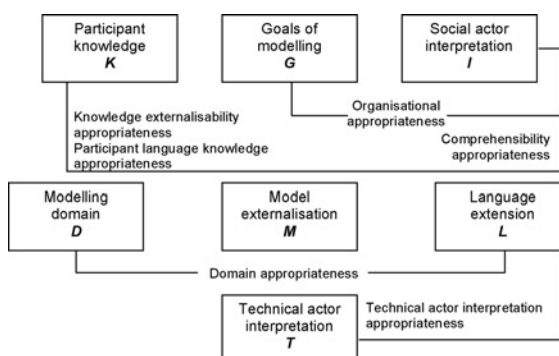 Participant
knowledge
K
Goals of
modelling
G
Social actor
interpretation
I
Organisational
appropriateness
Knowledge externalisability
appropriateness
Participant language knowledge
appropriateness
Comprehensibility
appropriateness
Modelling
domain
D
Model
externalisation
M
Language
extension
L
Domain appropriateness
Technical actor
interpretation
T
Technical actor interpretation
appropriateness